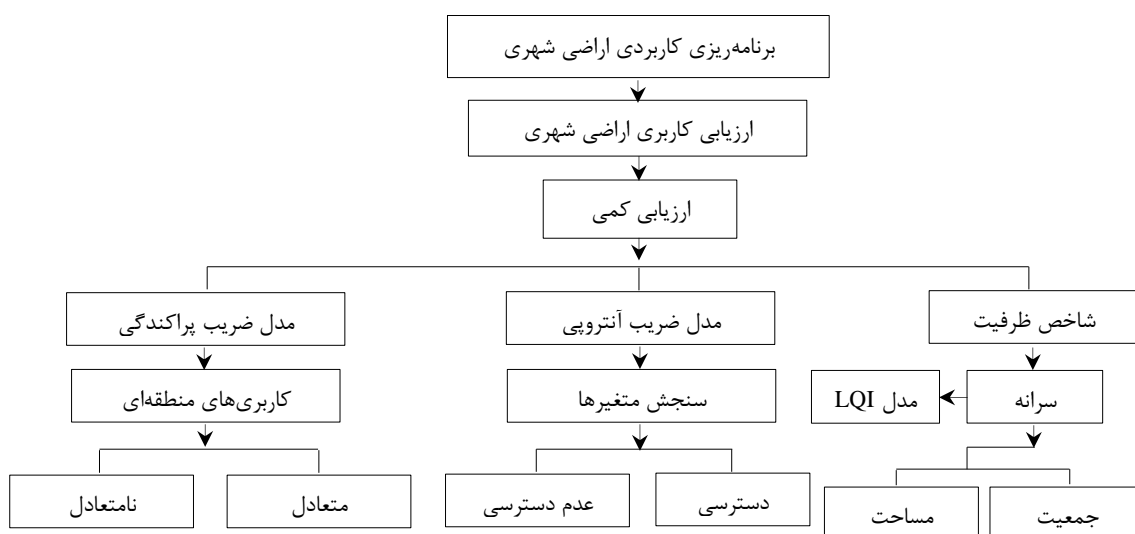 برنامه‌ریزی کاربردی اراضی شهری
ارزیابی کاربری اراضی شهری
ارزیابی کمی
شاخص ظرفیت
مدل ضریب آنتروپی
مدل ضریب پراکندگی
سرانه
مدل LQI
سنجش متغیرها
کاربری‌های منطقه‌ای
جمعیت
مساحت
دسترسی
عدم دسترسی
متعادل
نامتعادل